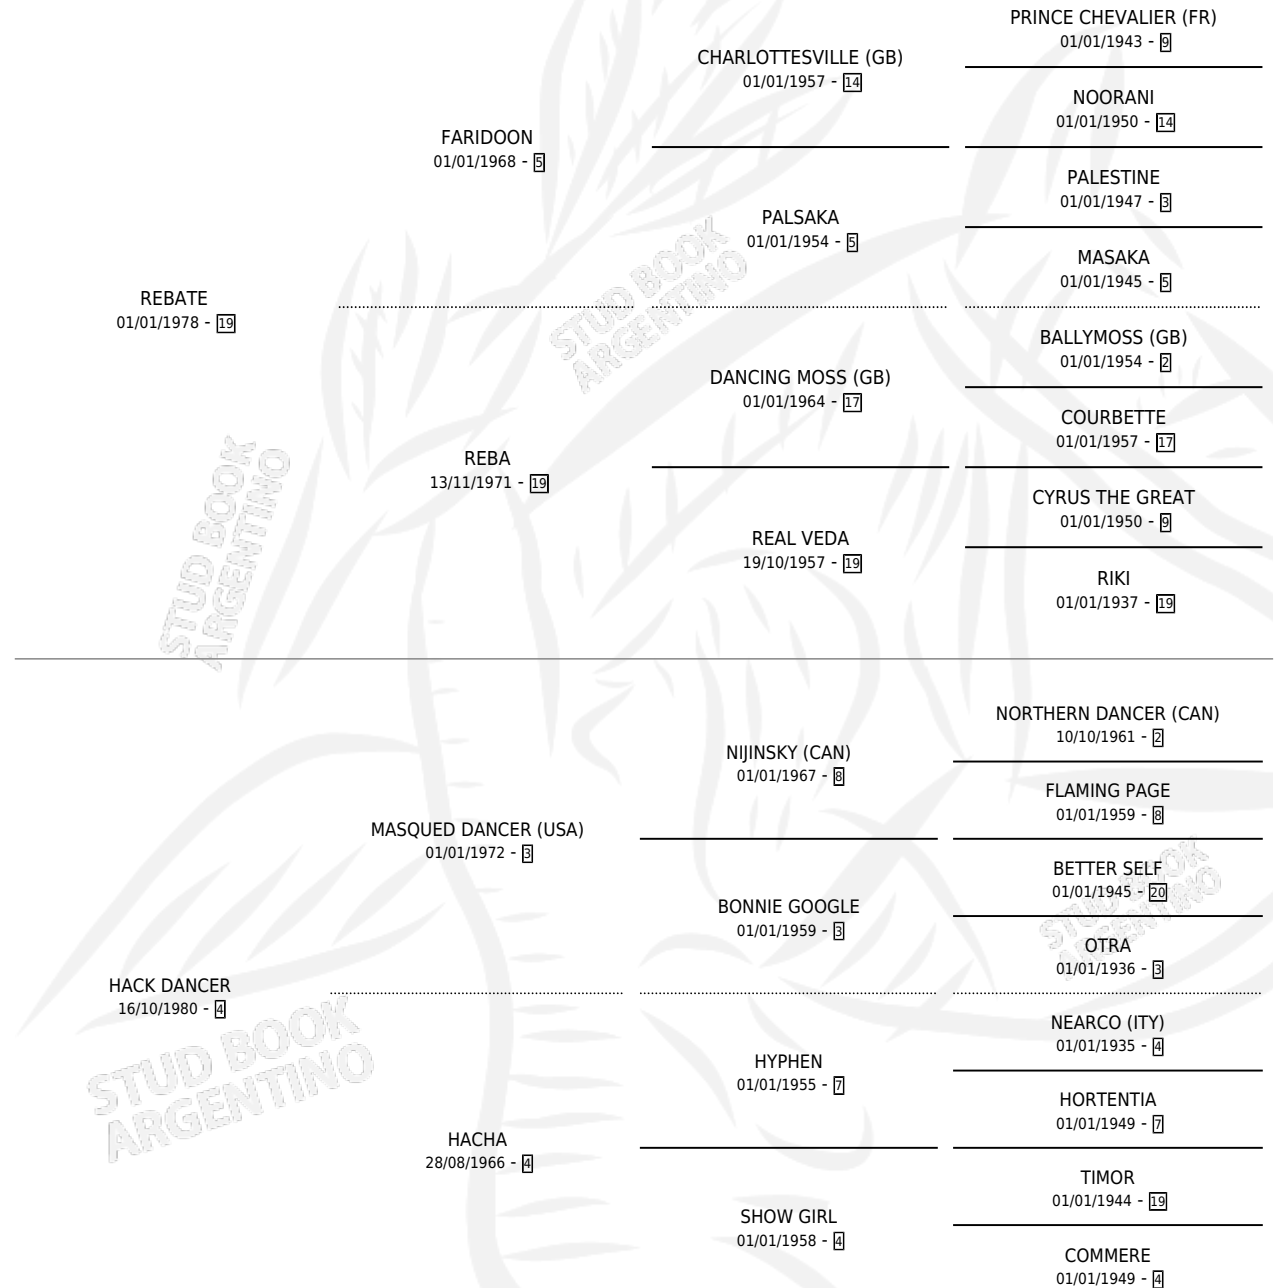 PRINCE CHEVALIER (FR)
01/01/1943 - 9
CHARLOTTESVILLE (GB)
01/01/1957 - 14
NOORANI
01/01/1950 - 14
FARIDOON
01/01/1968 - 5
PALESTINE
01/01/1947 - 3
PALSAKA
01/01/1954 - 5
MASAKA
01/01/1945 - 5
REBATE
01/01/1978 - 19
BALLYMOSS (GB)
01/01/1954 - 2
DANCING MOSS (GB)
01/01/1964 - 17
COURBETTE
01/01/1957 - 17
REBA
13/11/1971 - 19
CYRUS THE GREAT
01/01/1950 - 9
REAL VEDA
19/10/1957 - 19
RIKI
01/01/1937 - 19
NORTHERN DANCER (CAN)
10/10/1961 - 2
NIJINSKY (CAN)
01/01/1967 - 8
FLAMING PAGE
01/01/1959 - 8
MASQUED DANCER (USA)
01/01/1972 - 3
BETTER SELF
01/01/1945 - 20
BONNIE GOOGLE
01/01/1959 - 3
OTRA
01/01/1936 - 3
HACK DANCER
16/10/1980 - 4
NEARCO (ITY)
01/01/1935 - 4
HYPHEN
01/01/1955 - 7
HORTENTIA
01/01/1949 - 7
HACHA
28/08/1966 - 4
TIMOR
01/01/1944 - 19
SHOW GIRL
01/01/1958 - 4
COMMERE
01/01/1949 - 4
STUD BOOK
ARGENTINO
STUD BOOK
ARGENTINO
STUD BOOK
ARGENTINO
STUD BOOK
ARGENTINO